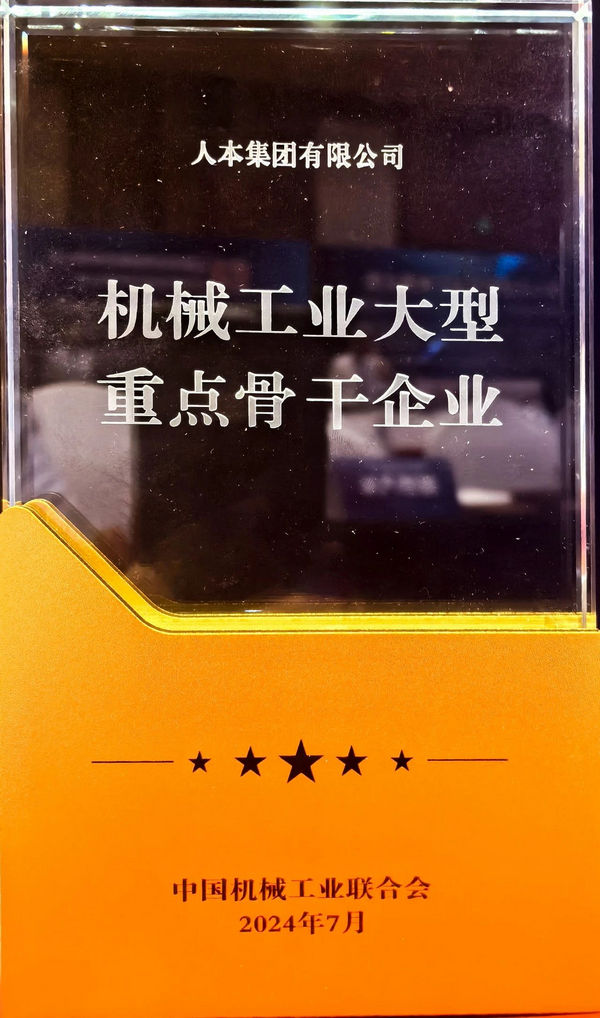 人本集团有限公司
机械工业大型
重点骨干企业
中国机械工业联合会
2024年7月